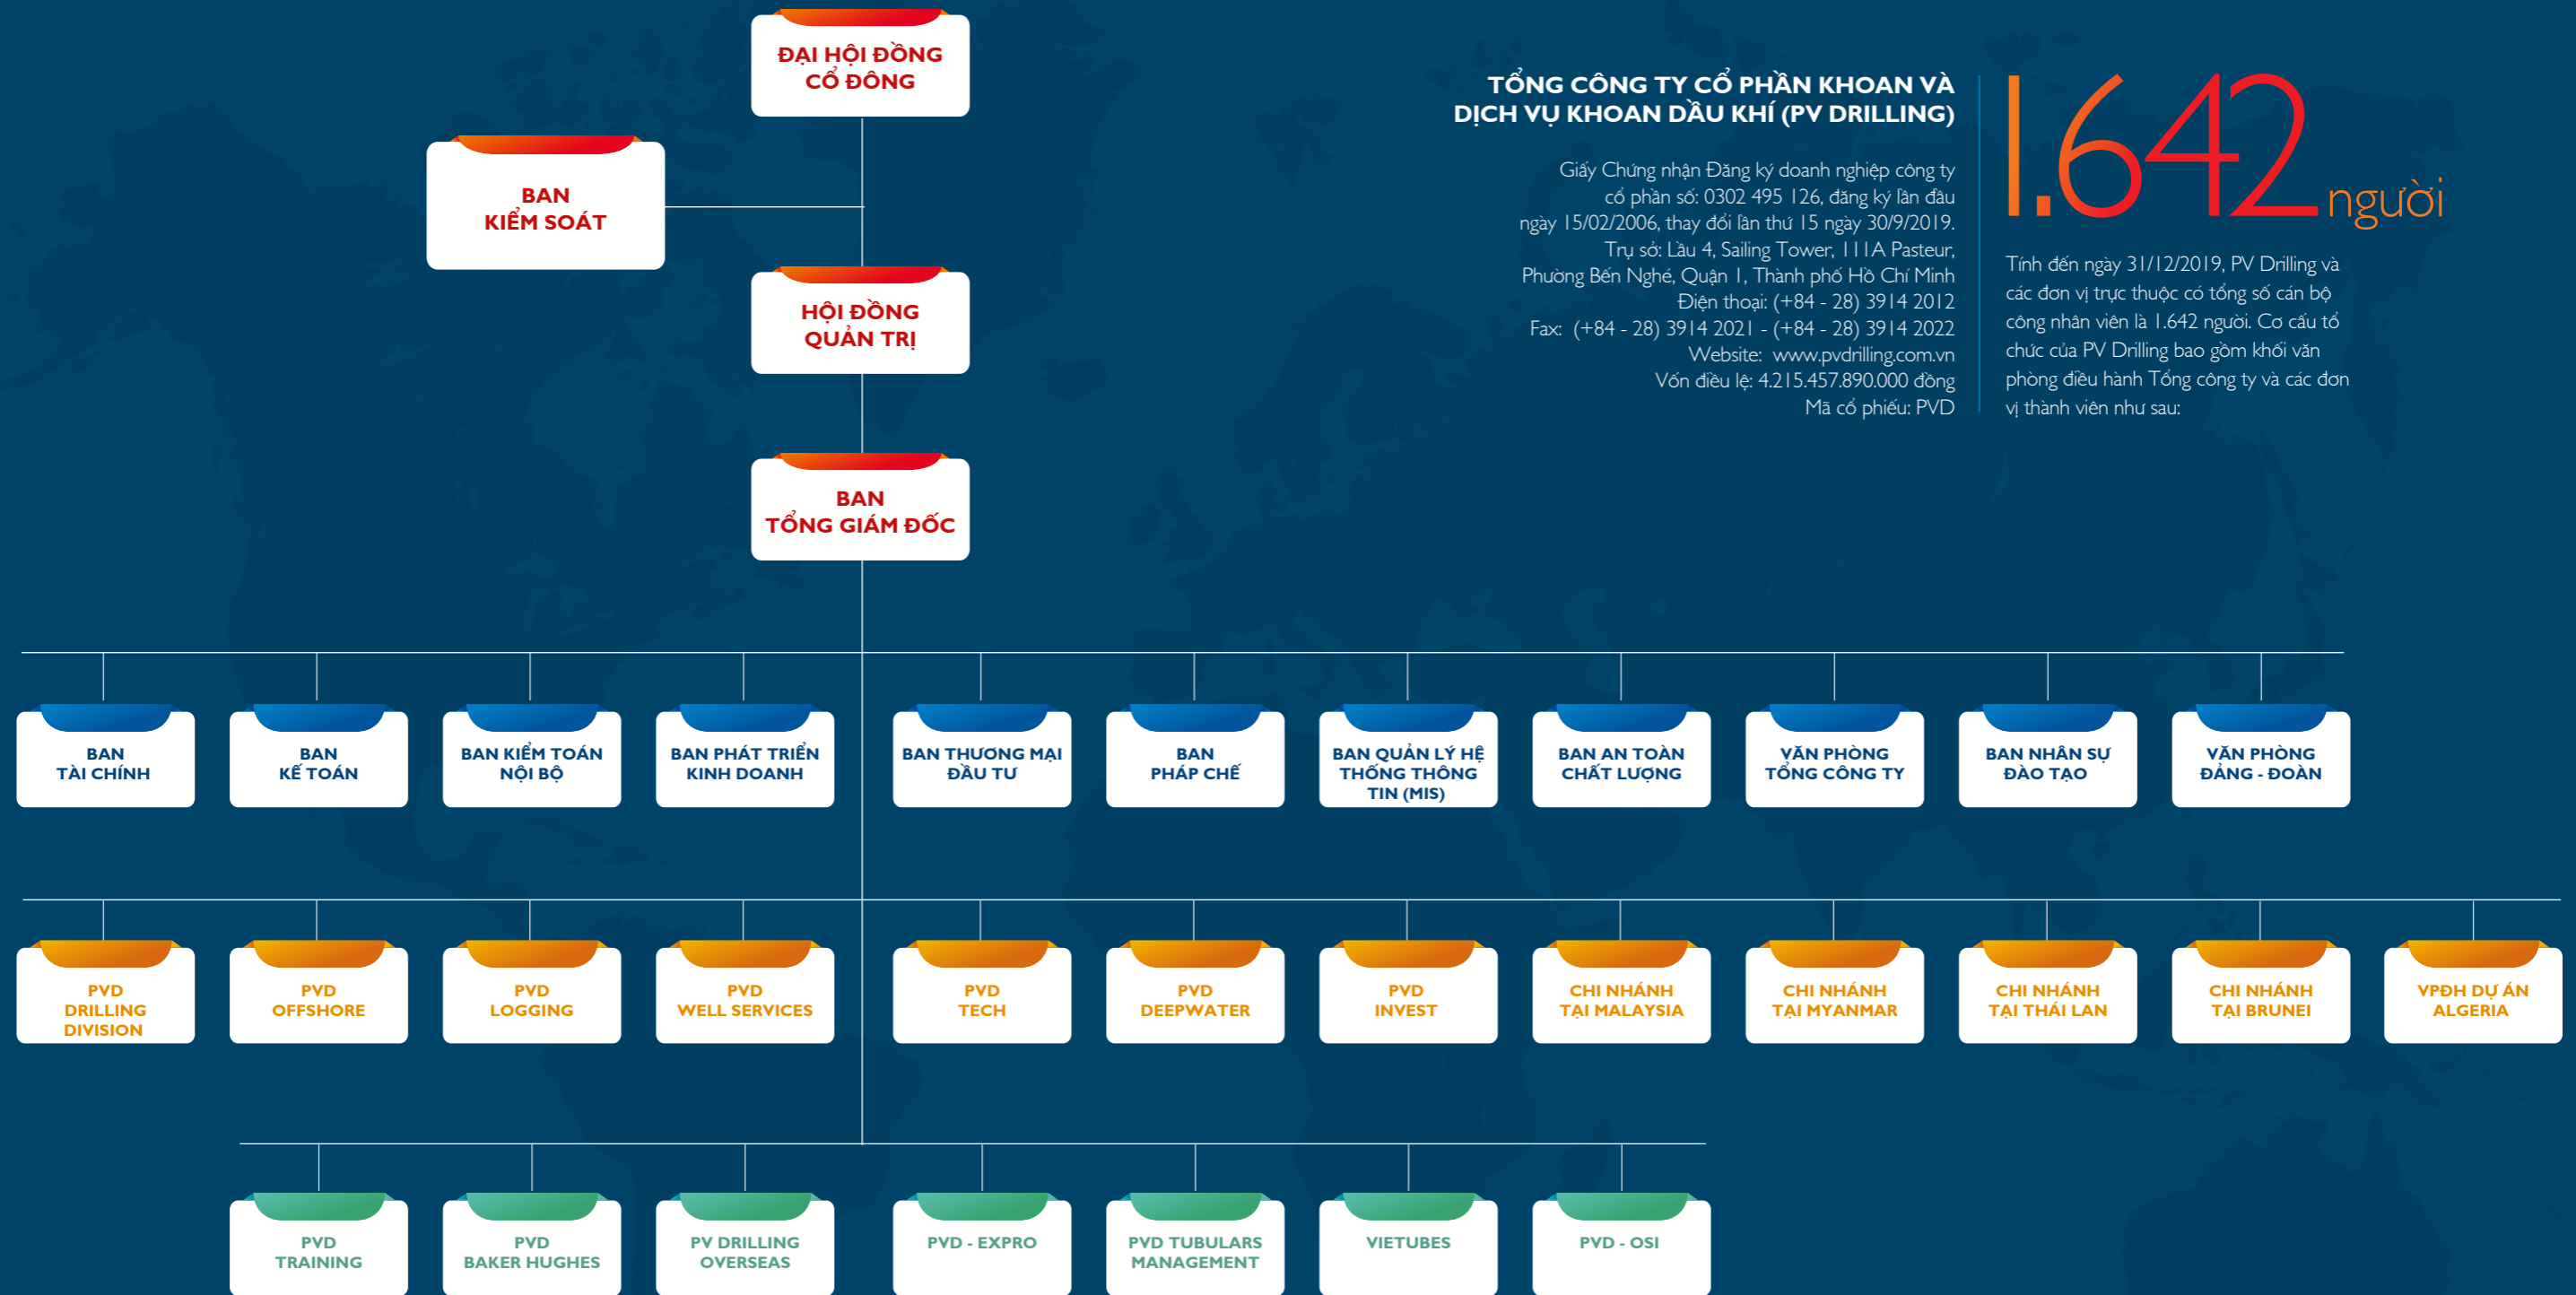 ĐẠI HỘI ĐỒNG
CỔ ĐÔNG
BAN
KIỂM SOÁT
HỘI ĐỒNG
QUẢN TRỊ
BAN
TỔNG GIÁM ĐỐC
TỔNG CÔNG TY CỔ PHẦN KHOAN VÀ
DỊCH VỤ KHOAN DẦU KHÍ (PV DRILLING)
Giấy Chứng nhận Đăng ký doanh nghiệp công ty
cổ phần số: 0302 495 126, đăng ký lần đầu
ngày 15/02/2006, thay đổi lần thứ 15 ngày 30/9/2019.
Trụ sở: Lầu 4, Sailing Tower, 111A Pasteur,
Phường Bến Nghé, Quận 1, Thành phố Hồ Chí Minh
Điện thoại: (+84 - 28) 3914 2012
Fax: (+84 - 28) 3914 2021 - (+84 - 28) 3914 2022
Website: www.pvdrilling.com.vn
Vốn điều lệ: 4.215.457.890.000 đồng
Mã cổ phiếu: PVD
1.642 người
Tính đến ngày 31/12/2019, PV Drilling và
các đơn vị trực thuộc có tổng số cán bộ
công nhân viên là 1.642 người. Cơ cấu tổ
chức của PV Drilling bao gồm khối văn
phòng điều hành Tổng công ty và các đơn
vị thành viên như sau:
BAN
TÀI CHÍNH
BAN
KẾ TOÁN
BAN KIỂM TOÁN
NỘI BỘ
BAN PHÁT TRIỂN
KINH DOANH
BAN THƯƠNG MẠI
ĐẦU TƯ
BAN
PHÁP CHẾ
BAN QUẢN LÝ HỆ
THỐNG THÔNG
TIN (MIS)
BAN AN TOÀN
CHẤT LƯỢNG
VĂN PHÒNG
TỔNG CÔNG TY
BAN NHÂN SỰ
ĐÀO TẠO
VĂN PHÒNG
ĐẢNG - ĐOÀN
PVD
DRILLING
DIVISION
PVD
OFFSHORE
PVD
LOGGING
PVD
WELL SERVICES
PVD
TECH
PVD
DEEPWATER
PVD
INVEST
CHI NHÁNH
TẠI MALAYSIA
CHI NHÁNH
TẠI MYANMAR
CHI NHÁNH
TẠI THÁI LAN
CHI NHÁNH
TẠI BRUNEI
VPĐH DỰ ÁN
ALGERIA
PVD
TRAINING
PVD
BAKER HUGHES
PV DRILLING
OVERSEAS
PVD - EXPRO
PVD TUBULARS
MANAGEMENT
VIETUBES
PVD - OSI